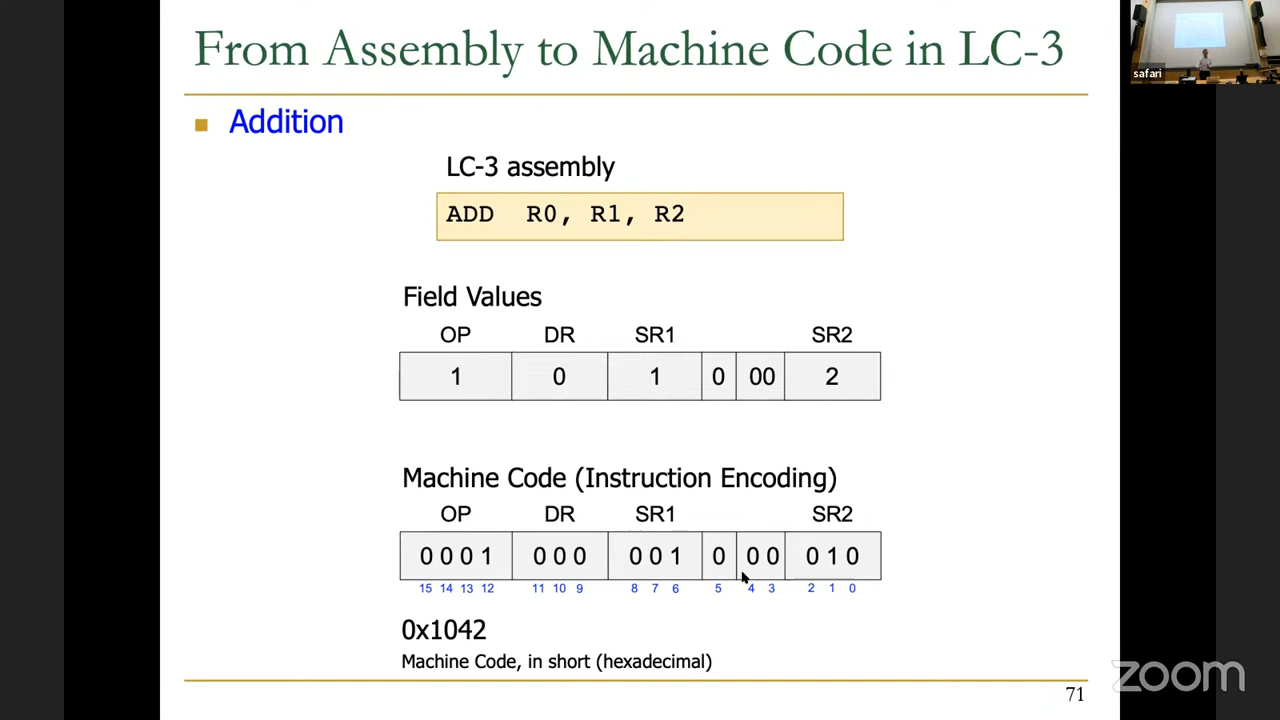 From Assembly to Machine Code in LC-3
safari
Addition
LC-3 assembly
ADD R0, R1, R2
Field Values
OP DR SR1 SR2
1 0 1 0 00 2
Machine Code (Instruction Encoding)
OP DR SR1 SR2
0 0 0 1 0 0 0 0 0 1 0 0 0 0 1 0
15 14 13 12 11 10 9 8 7 6 5 4 3 2 1 0
0x1042
Machine Code, in short (hexadecimal)
71
zoom